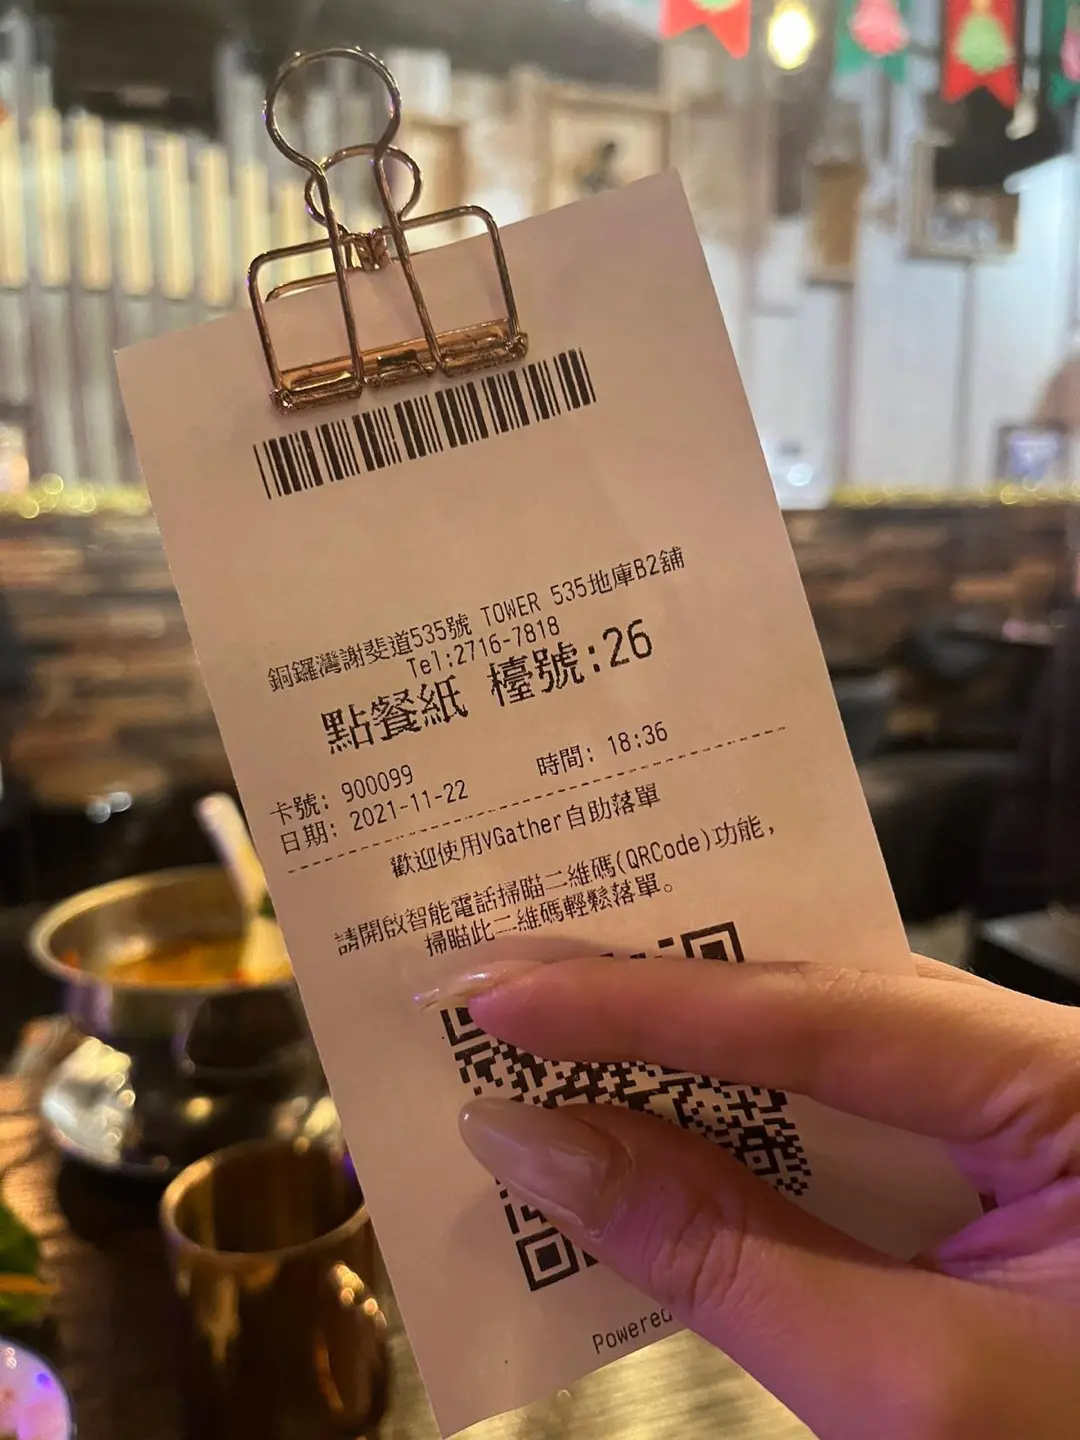 銅鑼灣謝斐道535號 TOWER 535地庫B2舖
Tel:2716-7818
點餐紙 檯號:26
卡號: 900099
日期: 2021-11-22 時間: 18:36
歡迎使用VGather自助落單
請開啟智能電話掃瞄二維碼(QRCode)功能,
掃瞄此二維碼輕鬆落單。
Powered